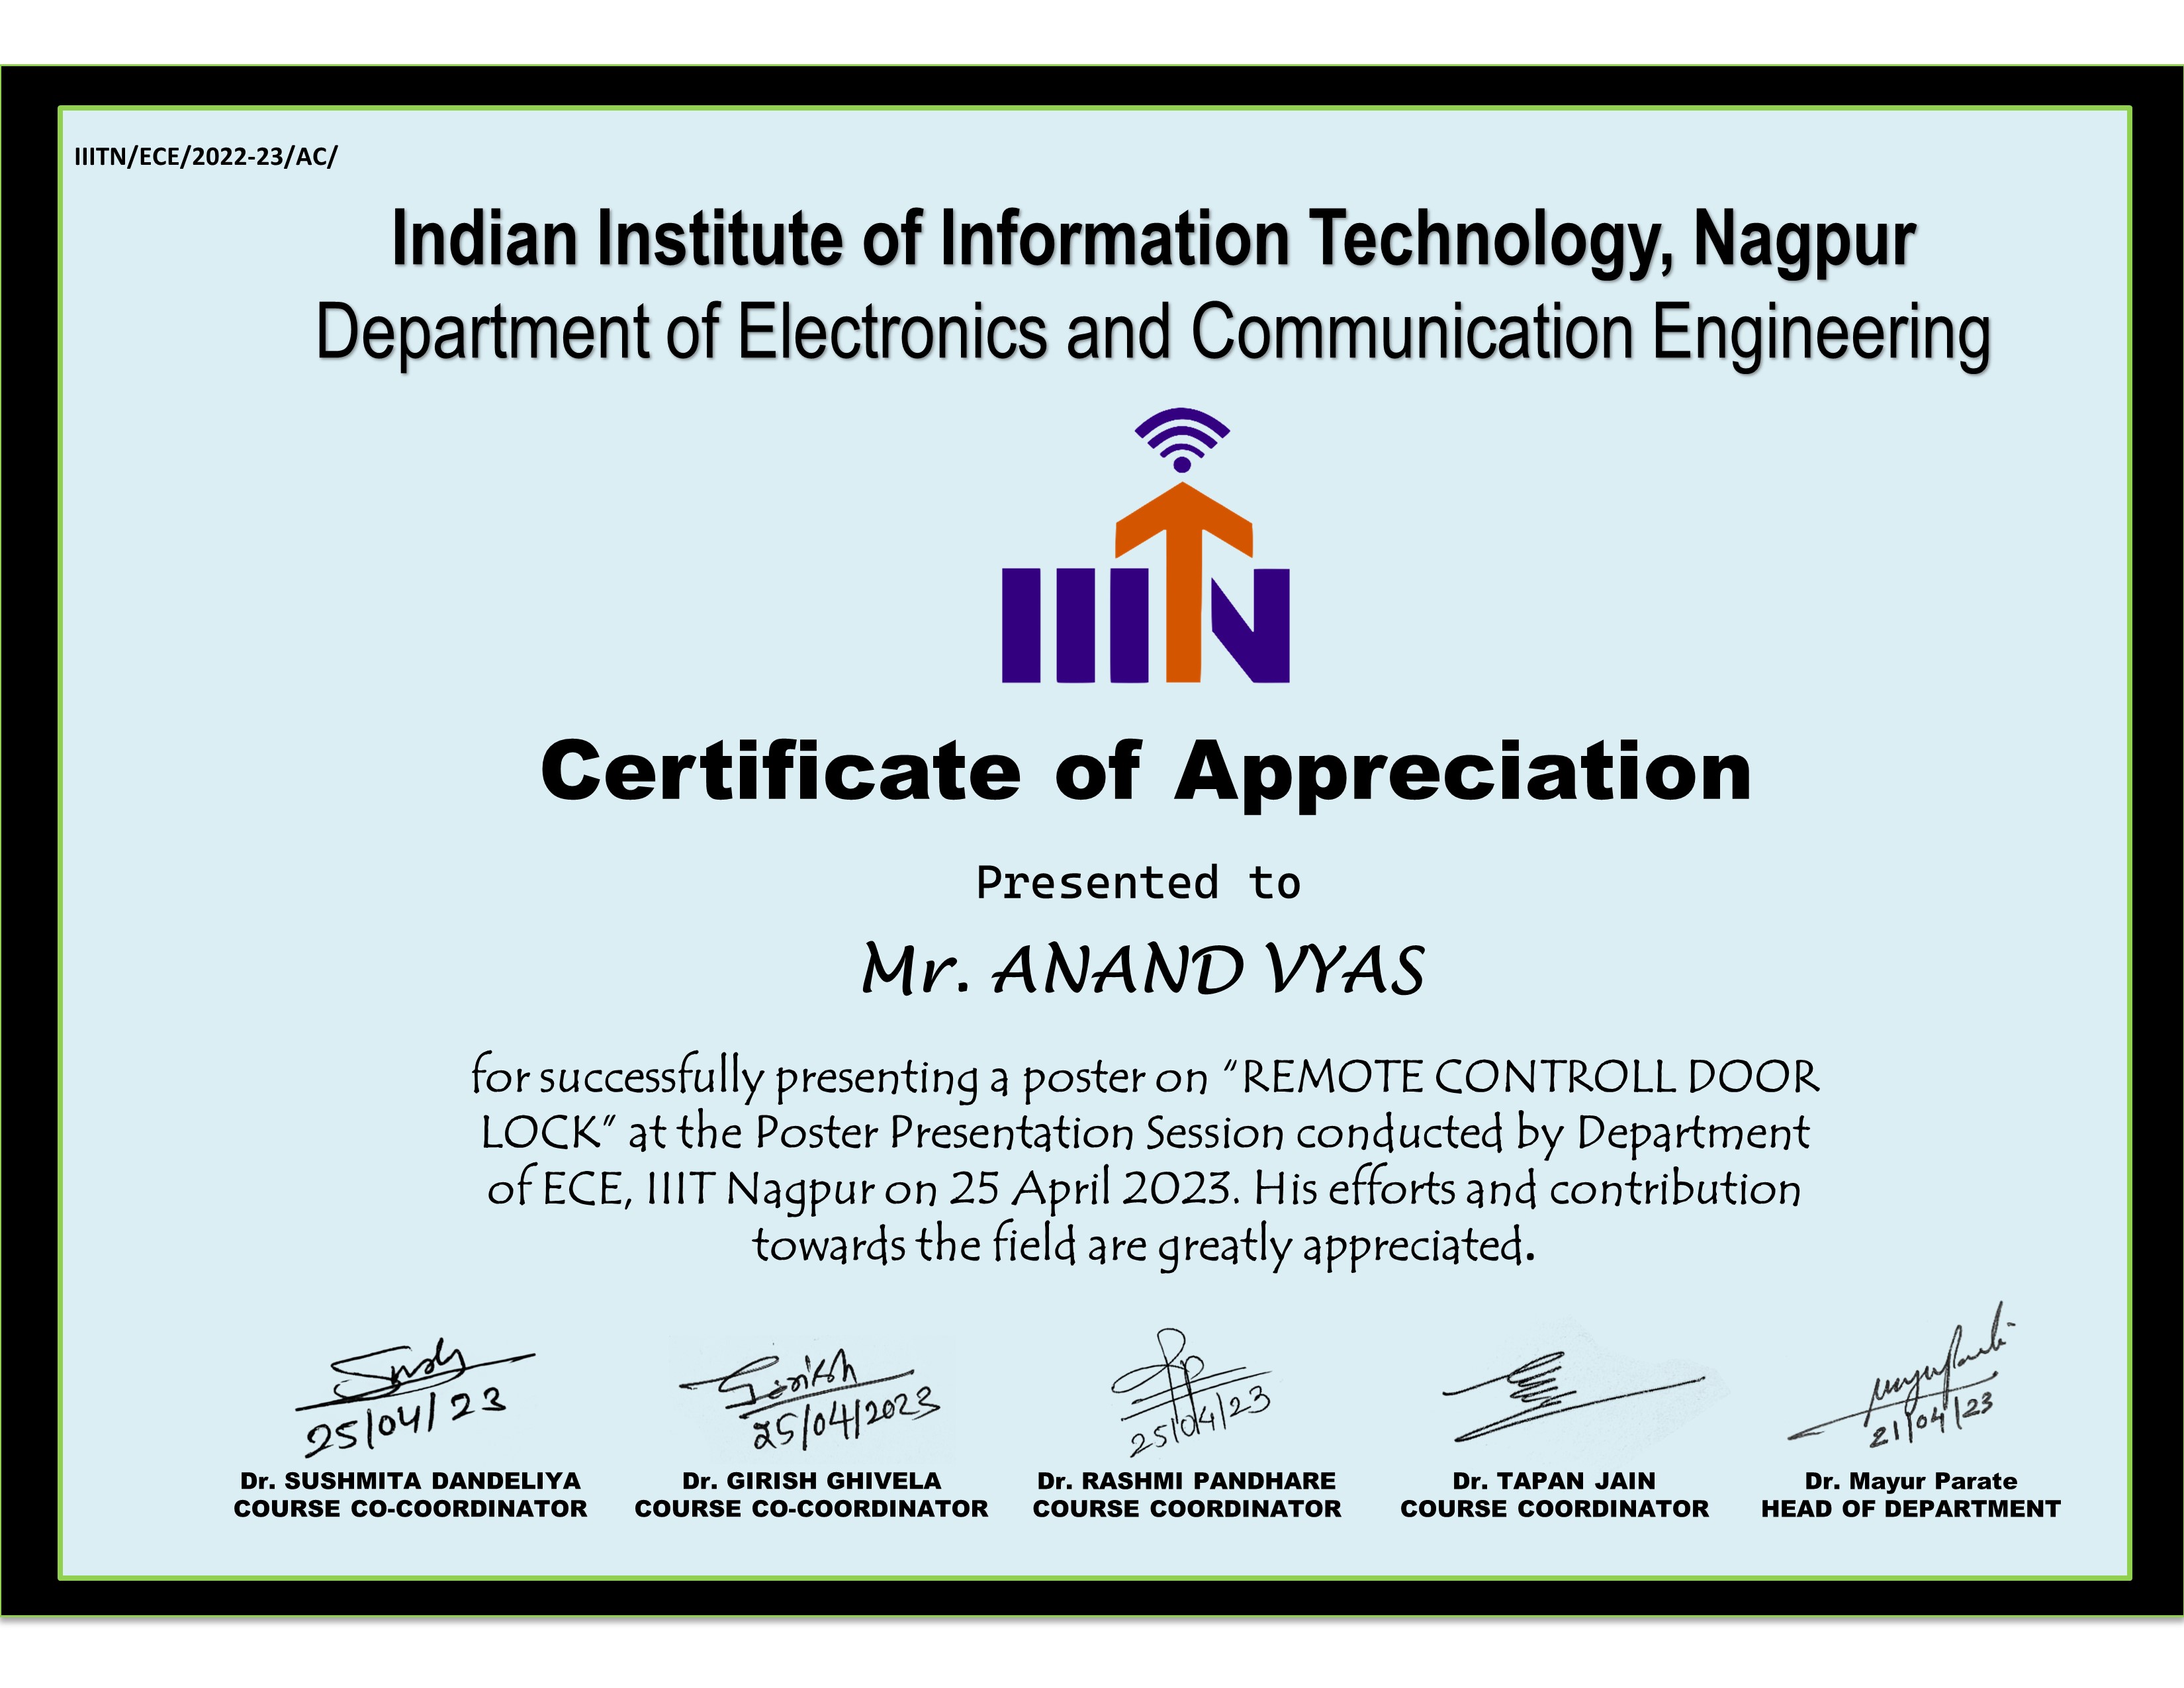 IIITN/ECE/2022-23/AC/
Indian Institute of Information Technology, Nagpur
Department of Electronics and Communication Engineering
IIITN
Certificate of Appreciation
Presented to
Mr. ANAND VYAS
for successfully presenting a poster on “REMOTE CONTROLL DOOR
LOCK” at the Poster Presentation Session conducted by Department
of ECE, IIIT Nagpur on 25 April 2023. His efforts and contribution
towards the field are greatly appreciated.
25/04/23
Girish
25/04/2023
25/04/23
21/04/23
Dr. SUSHMITA DANDELIYA
COURSE CO-COORDINATOR
Dr. GIRISH GHIVELA
COURSE CO-COORDINATOR
Dr. RASHMI PANDHARE
COURSE COORDINATOR
Dr. TAPAN JAIN
COURSE COORDINATOR
Dr. Mayur Parate
HEAD OF DEPARTMENT